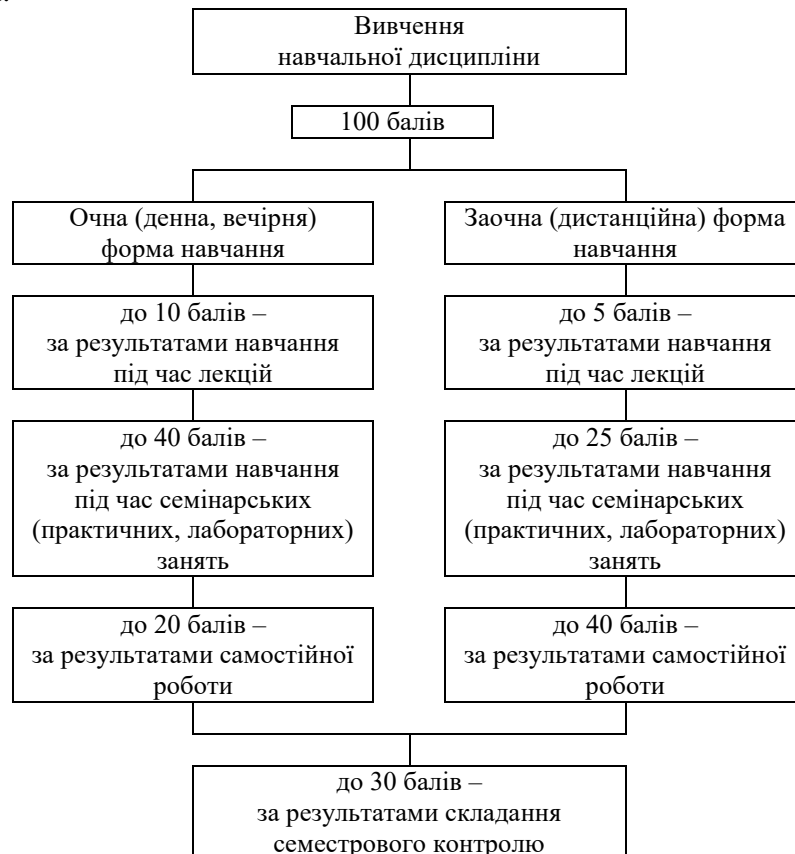 Вивчення
навчальної дисципліни
100 балів
Очна (денна, вечірня)
форма навчання
до 10 балів –
за результатами навчання
під час лекцій
до 40 балів –
за результатами навчання
під час семінарських
(практичних, лабораторних)
занять
до 20 балів –
за результатами самостійної
роботи
Заочна (дистанційна) форма
навчання
до 5 балів –
за результатами навчання
під час лекцій
до 25 балів –
за результатами навчання
під час семінарських
(практичних, лабораторних)
занять
до 40 балів –
за результатами самостійної
роботи
до 30 балів –
за результатами складання
семестрового контролю